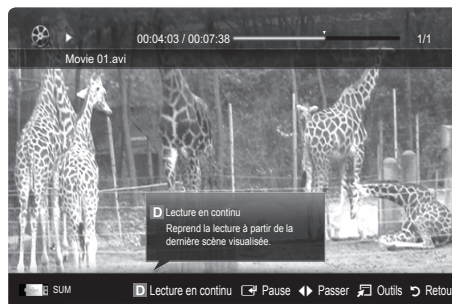 00:04:03 / 00:07:38 1/1
Movie 01.avi
D Lecture en continu
Reprend la lecture à partir de la
dernière scène visualisée.
SUM D Lecture en continu Pause Passer Outils Retou